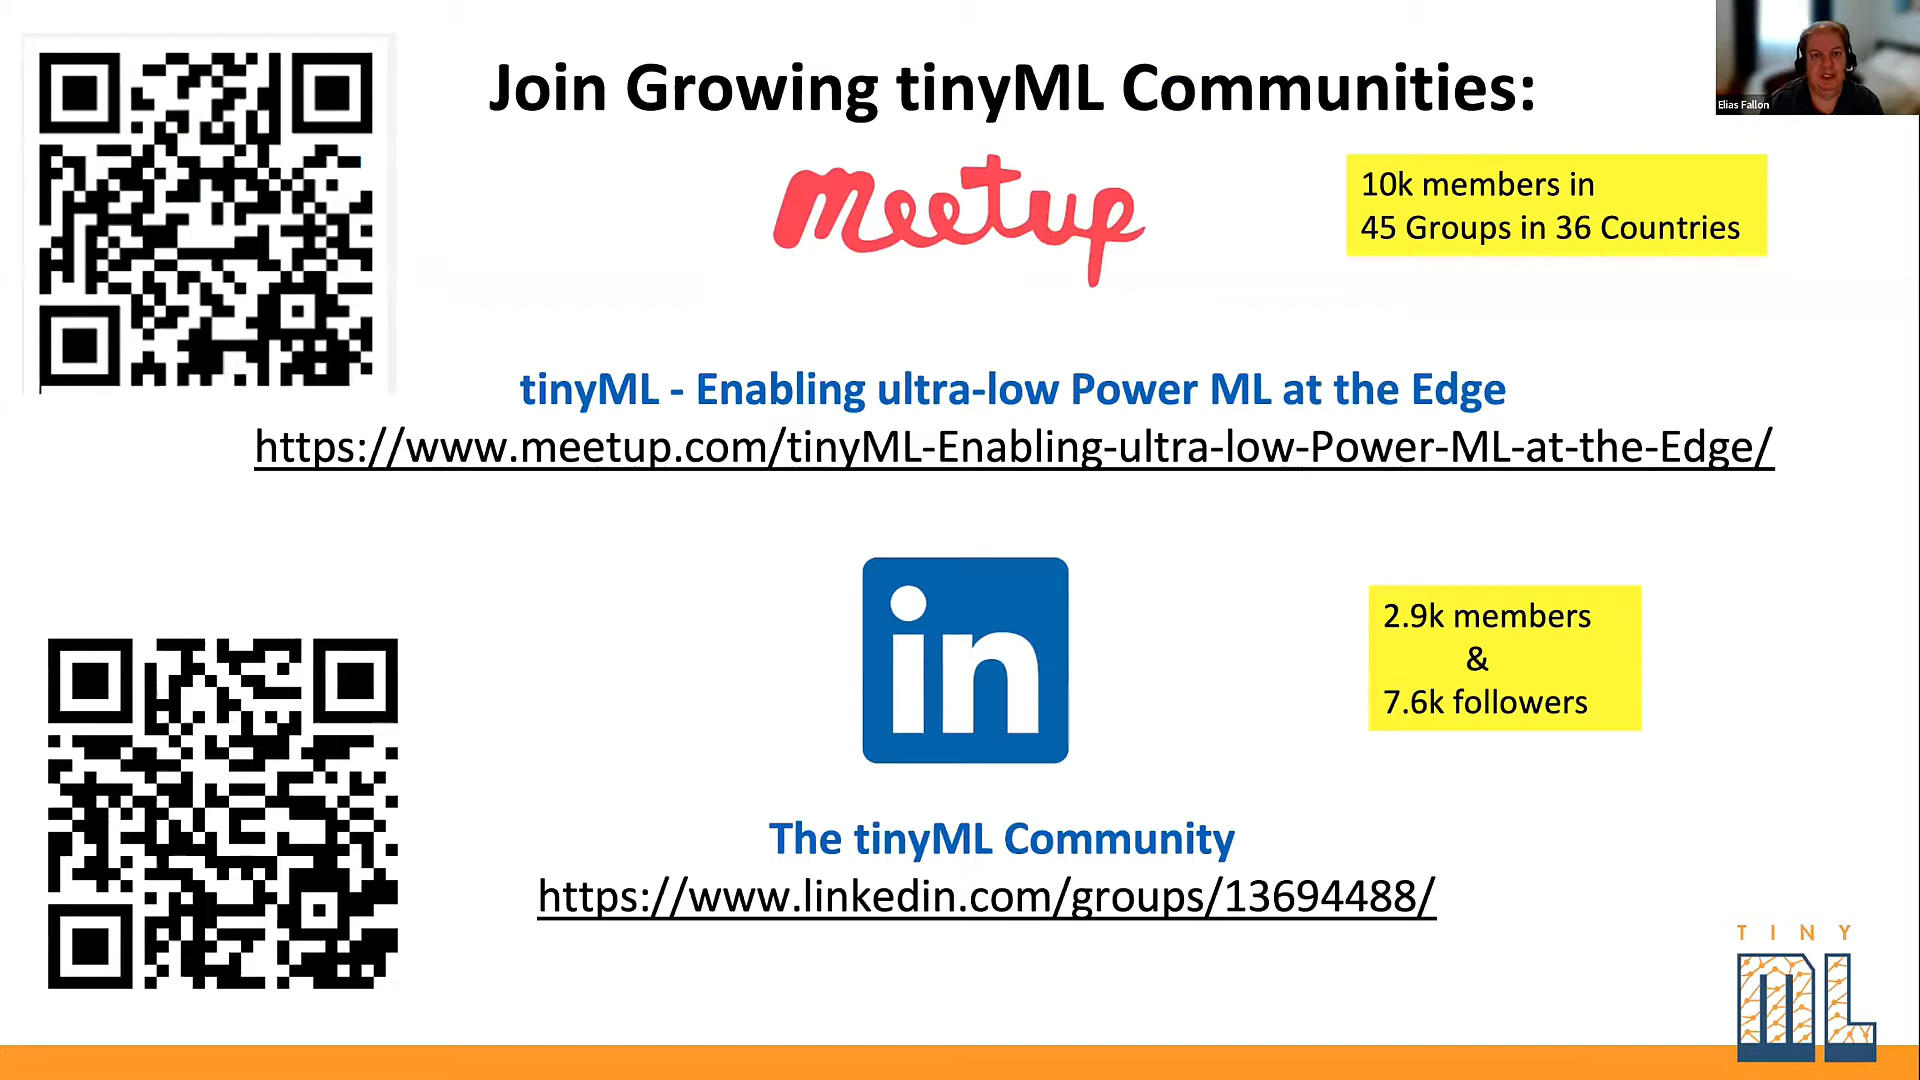 Join Growing tinyML Communities:
Elias Fallon
meetup
10k members in
45 Groups in 36 Countries
tinyML - Enabling ultra-low Power ML at the Edge
https://www.meetup.com/tinyML-Enabling-ultra-low-Power-ML-at-the-Edge/
in
2.9k members
&
7.6k followers
The tinyML Community
https://www.linkedin.com/groups/13694488/
TINY
ML